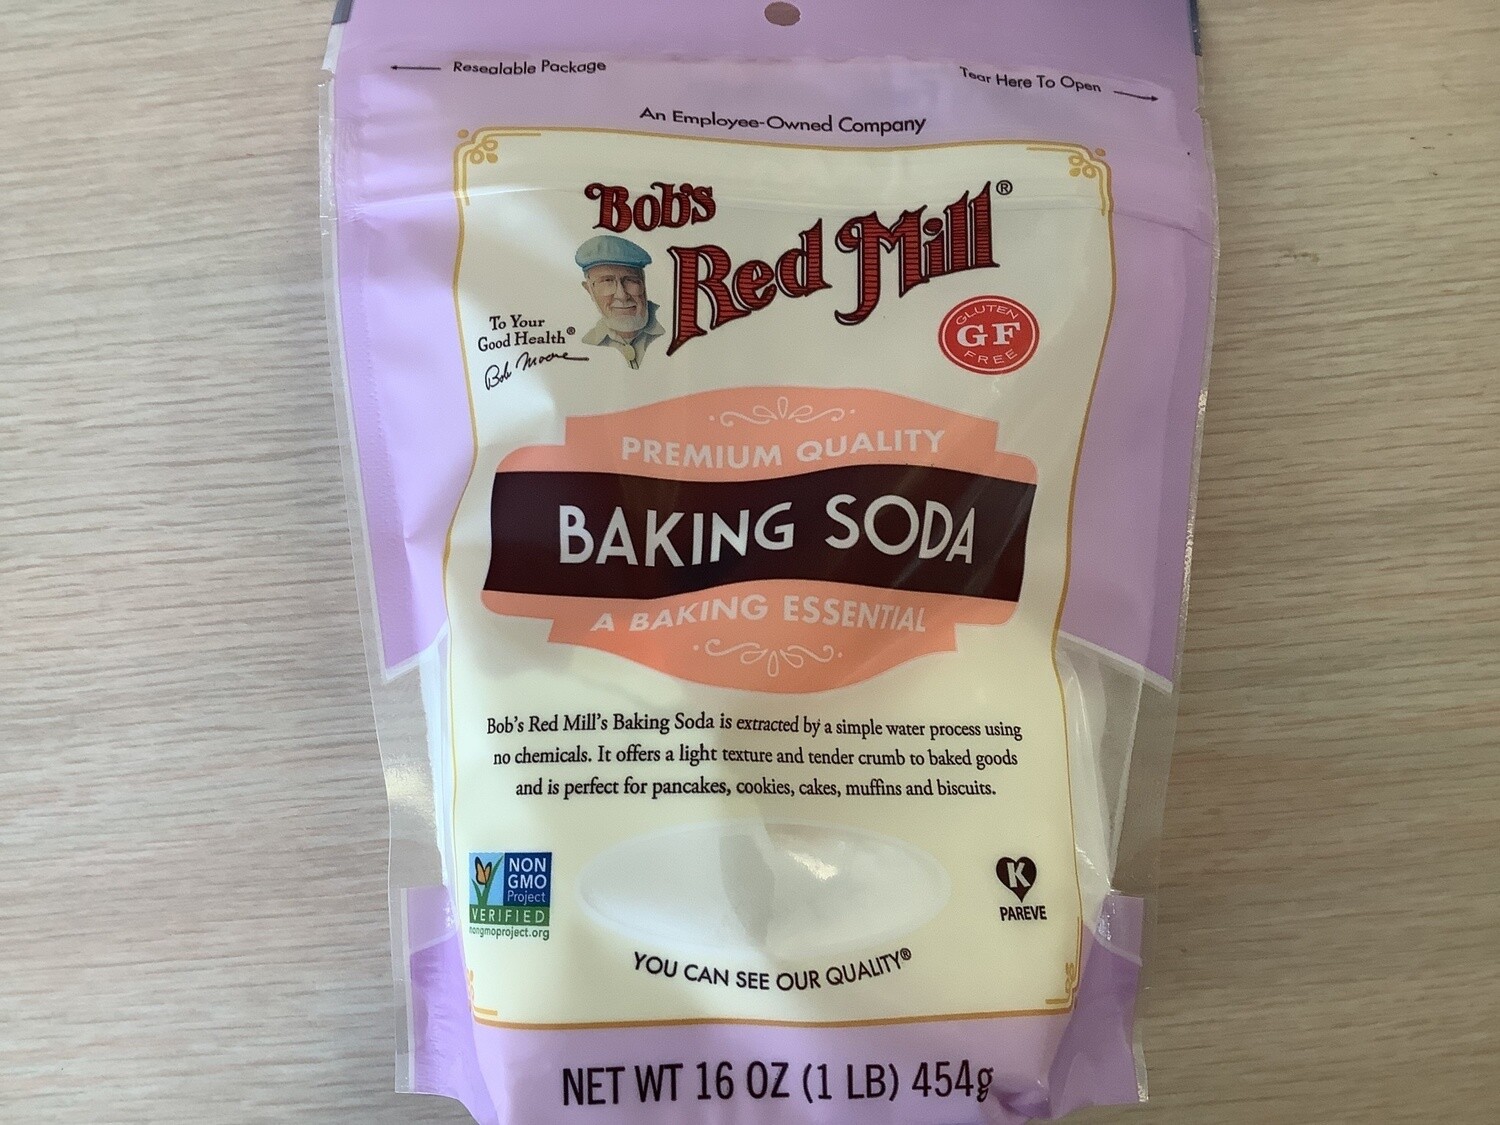 Resealable Package
Tear Here To Open
An Employee-Owned Company
Bob's
Red Mill®
To Your
Good Health®
Bob Moore
GLUTEN
GF
FREE
PREMIUM QUALITY
BAKING SODA
A BAKING ESSENTIAL
Bob's Red Mill's Baking Soda is extracted by a simple water process using
no chemicals. It offers a light texture and tender crumb to baked goods
and is perfect for pancakes, cookies, cakes, muffins and biscuits.
NON
GMO
Project
VERIFIED
nongmoproject.org
K
PAREVE
YOU CAN SEE OUR QUALITY®
NET WT 16 OZ (1 LB) 454g